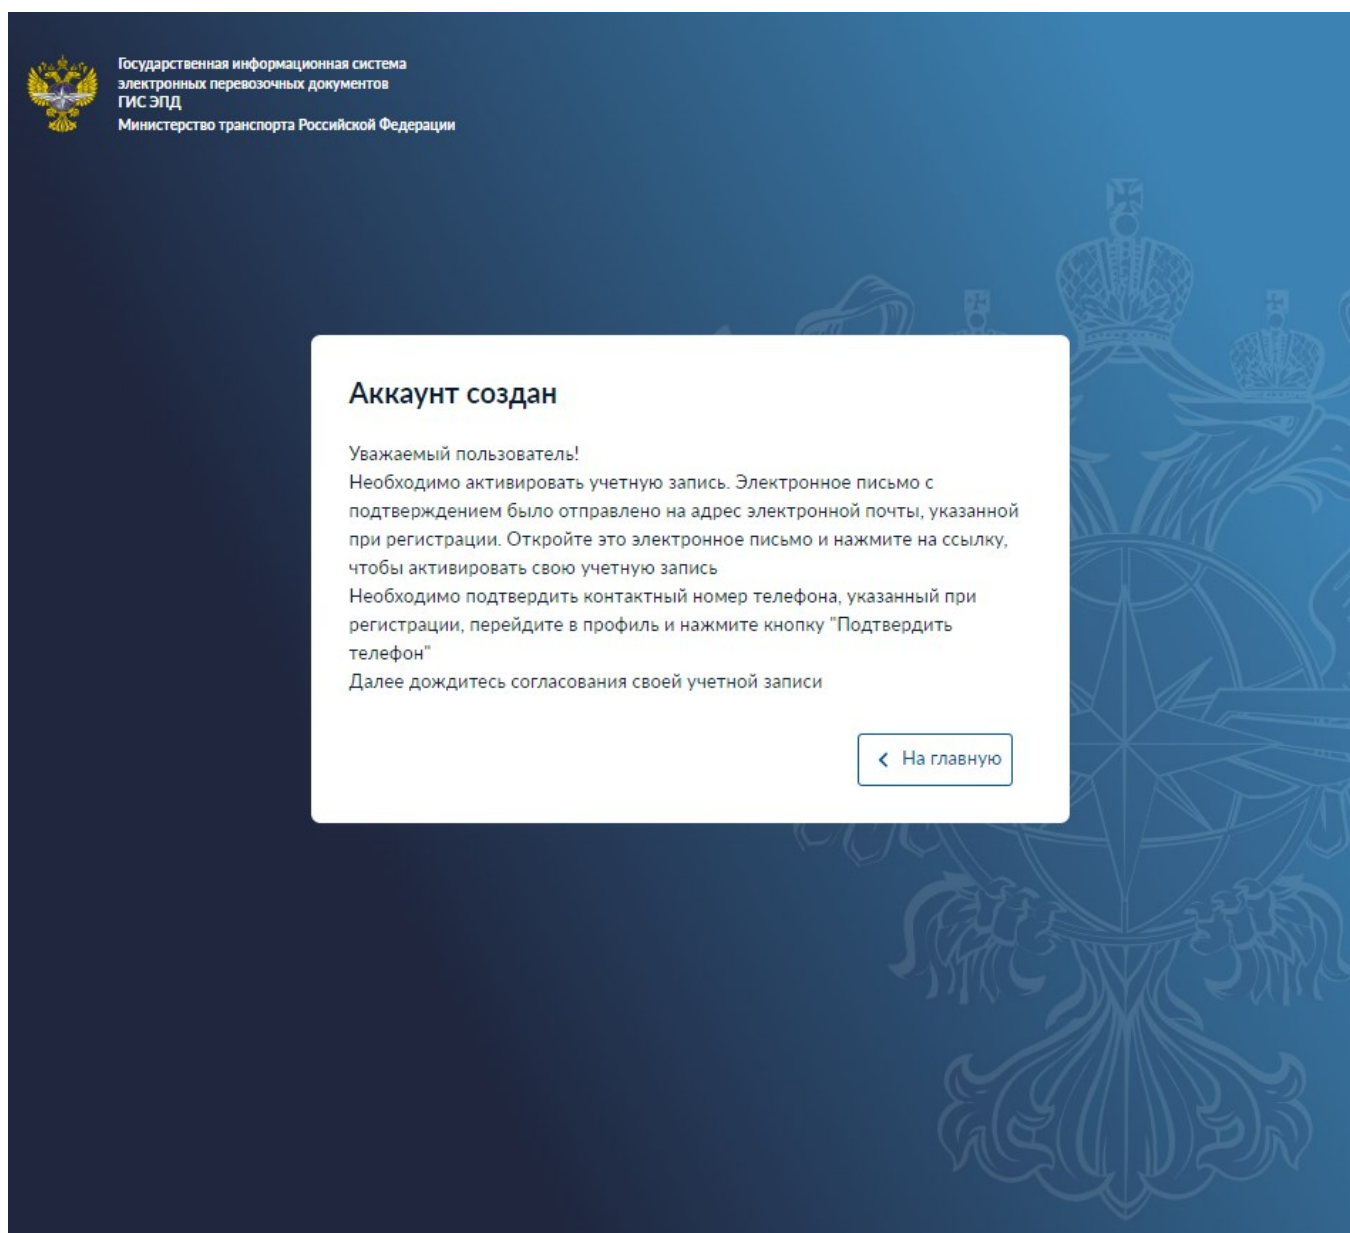 Государственная информационная система
электронных перевозочных документов
ГИС ЭПД
Министерство транспорта Российской Федерации
Аккаунт создан
Уважаемый пользователь!
Необходимо активировать учетную запись. Электронное письмо с
подтверждением было отправлено на адрес электронной почты, указанной
при регистрации. Откройте это электронное письмо и нажмите на ссылку,
чтобы активировать свою учетную запись
Необходимо подтвердить контактный номер телефона, указанный при
регистрации, перейдите в профиль и нажмите кнопку "Подтвердить
телефон"
Далее дождитесь согласования своей учетной записи
На главную